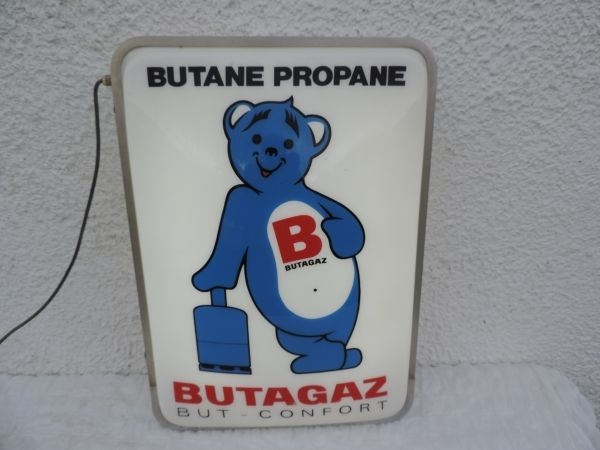 BUTANE PROPANE
B
BUTAGAZ
BUTAGAZ
BUT - CONFORT